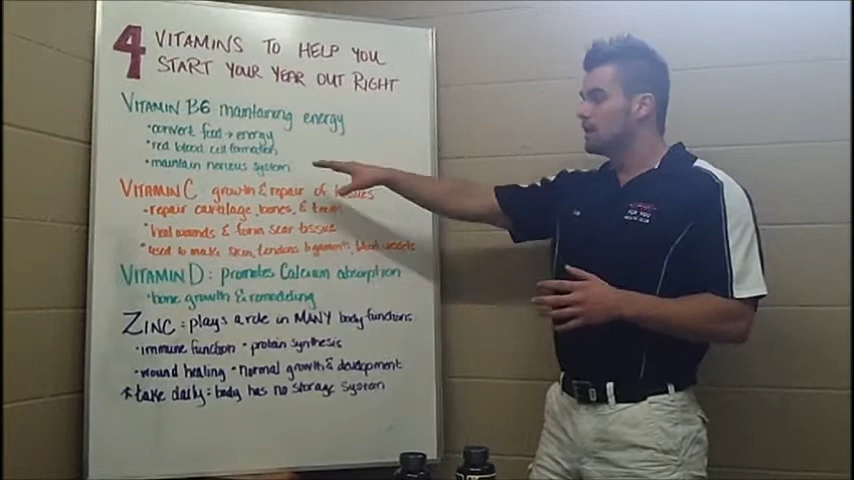 4 VITAMINS TO HELP YOU
START YOUR YEAR OUT RIGHT
VITAMIN B6 maintaining energy
• convert food → energy
• red blood cell formation
• maintain nervous system
VITAMIN C growth & repair of tissues
• repair cartilage, bones, &
• heal wounds & form scar tissue
• used to make skin, tendons, ligaments, blood vessels
VITAMIN D: promotes Calcium absorption
• bone growth & remodeling
ZINC: plays a role in MANY body functions
• immune function • protein synthesis
• wound healing • normal growth & development
* take daily: body has no storage system
FOR YOU